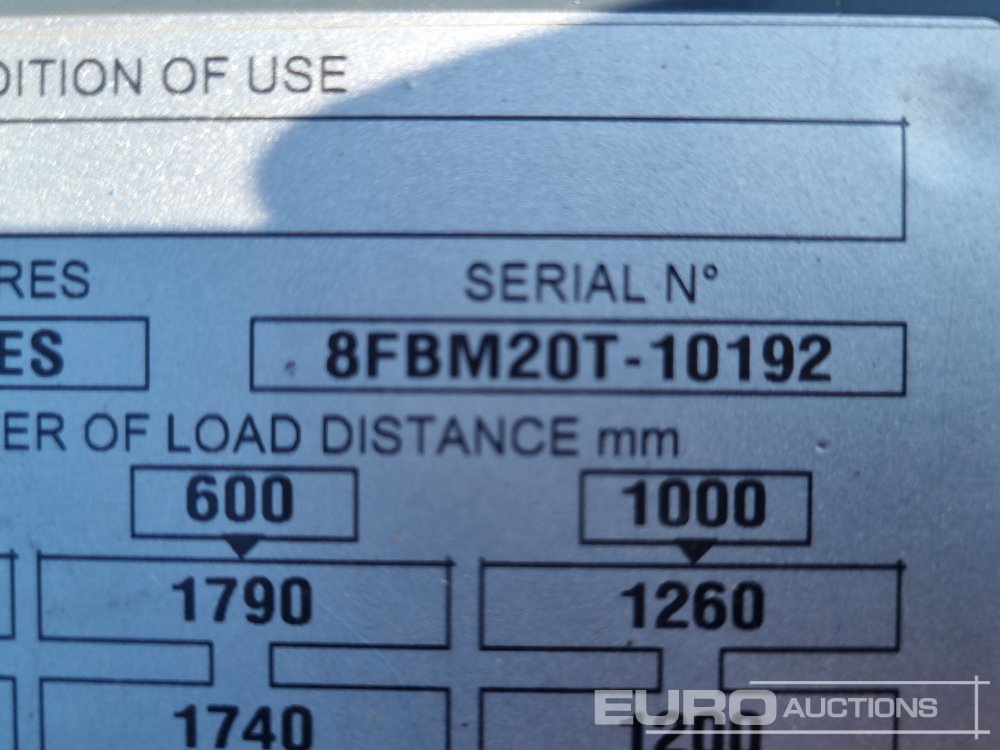 DITION OF USE
RES SERIAL N°
ES 8FBM20T-10192
ER OF LOAD DISTANCE mm
600 1000
1790 1260
1740 1200
EURO AUCTIONS